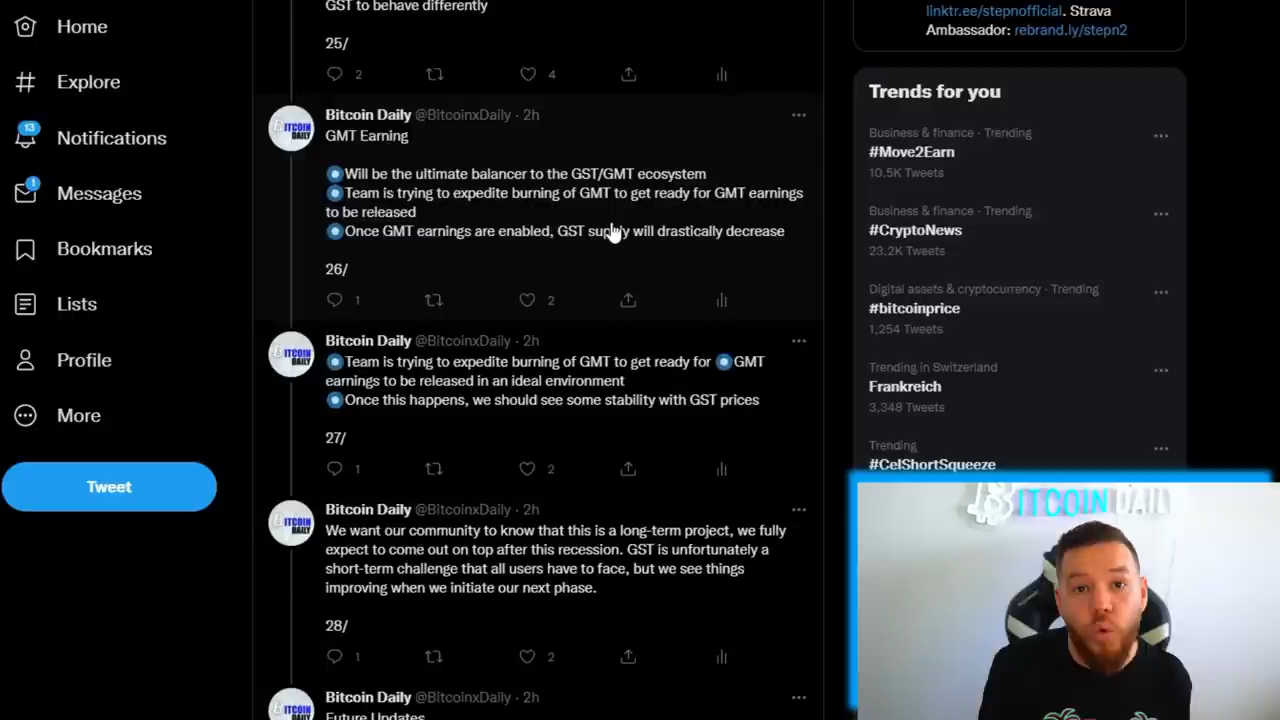 GST to behave differently
25/
2
4
Bitcoin Daily @BitcoinxDaily · 2h
GMT Earning
Will be the ultimate balancer to the GST/GMT ecosystem
Team is trying to expedite burning of GMT to get ready for GMT earnings
to be released
Once GMT earnings are enabled, GST supply will drastically decrease
26/
1
2
Bitcoin Daily @BitcoinxDaily · 2h
Team is trying to expedite burning of GMT to get ready for GMT
earnings to be released in an ideal environment
Once this happens, we should see some stability with GST prices
27/
1
2
Bitcoin Daily @BitcoinxDaily · 2h
We want our community to know that this is a long-term project, we fully
expect to come out on top after this recession. GST is unfortunately a
short-term challenge that all users have to face, but we see things
improving when we initiate our next phase.
28/
1
2
Bitcoin Daily @BitcoinxDaily · 2h
Future Updates
Home
Explore
13
Notifications
1
Messages
Bookmarks
Lists
Profile
More
Tweet
linktr.ee/stepnofficial. Strava
Ambassador: rebrand.ly/stepn2
Trends for you
Business & finance · Trending
#Move2Earn
10.5K Tweets
Business & finance · Trending
#CryptoNews
23.2K Tweets
Digital assets & cryptocurrency · Trending
#bitcoinprice
1,254 Tweets
Trending in Switzerland
Frankreich
3,348 Tweets
Trending
#CelShortSqueeze
BITCOIN DAILY